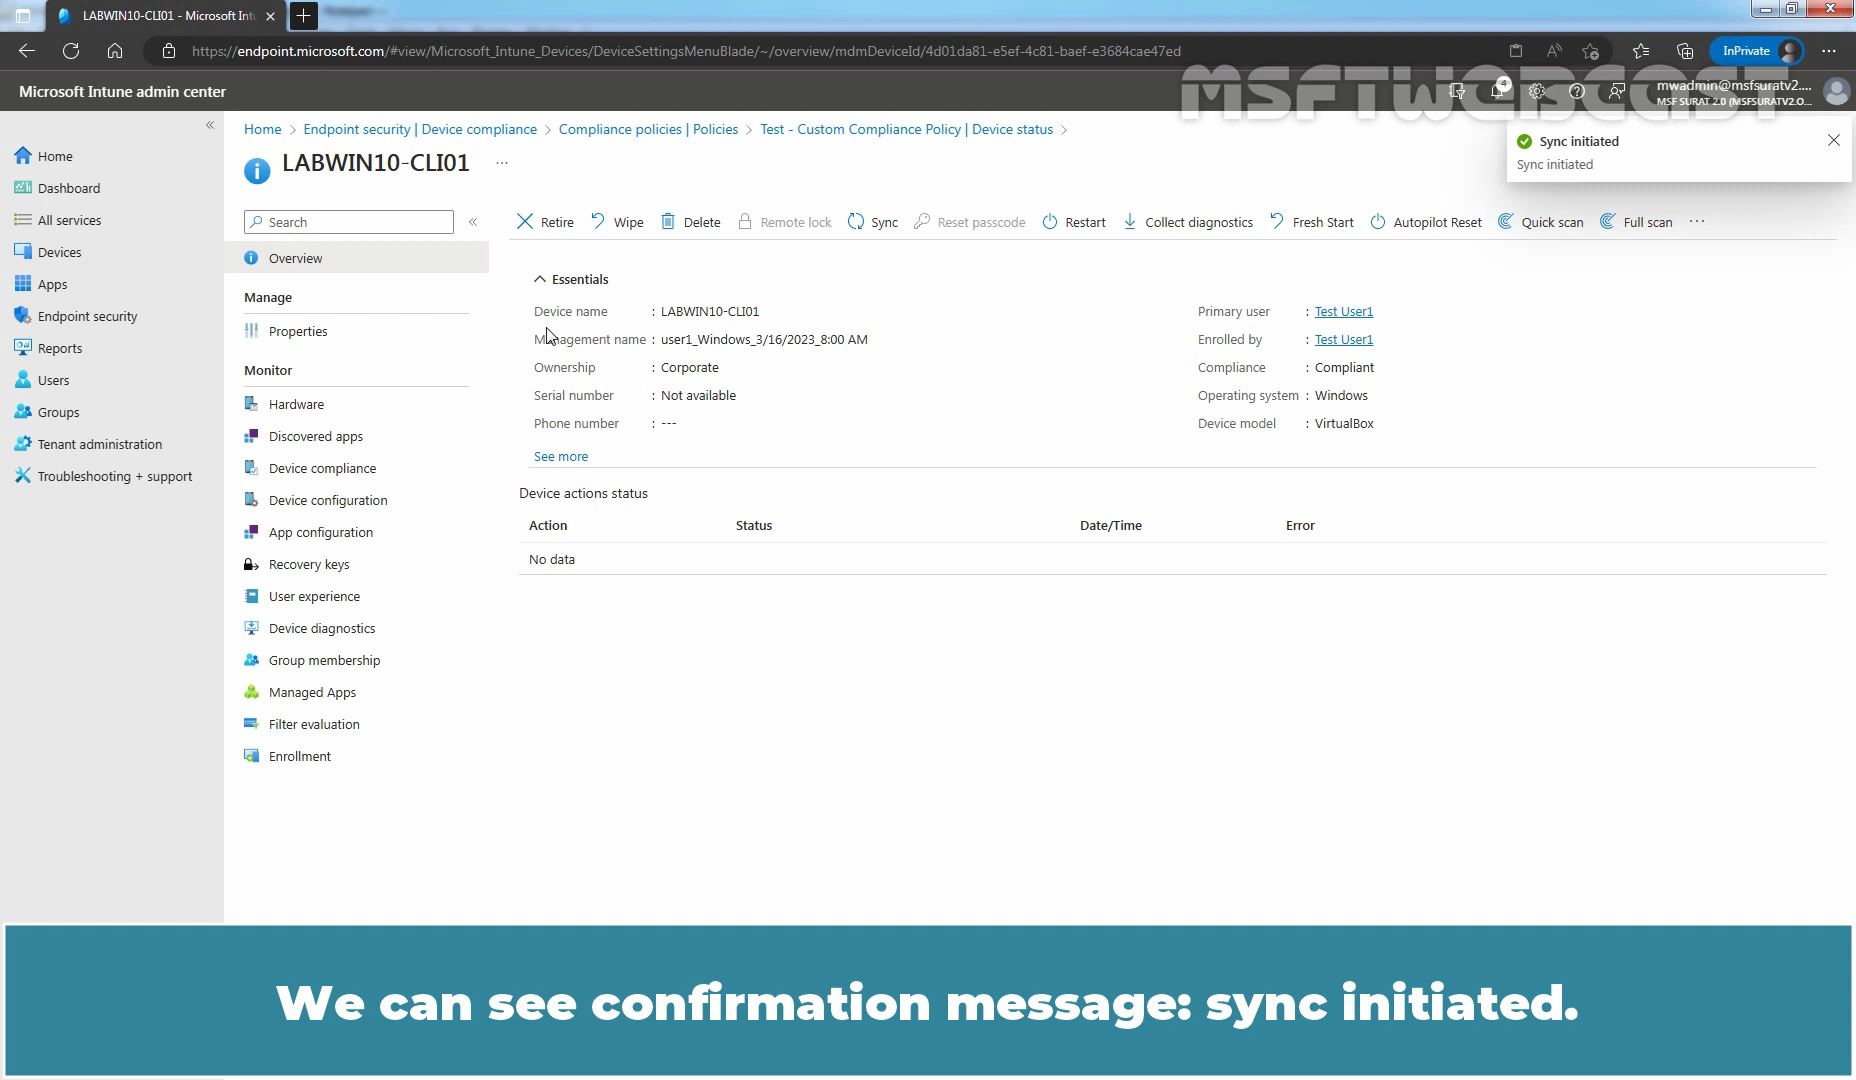 LABWIN10-CLI01 - Microsoft Int
https://endpoint.microsoft.com/#view/Microsoft_Intune_Devices/DeviceSettingsMenuBlade/~/overview/mdmDeviceId/4d01da81-e5ef-4c81-baef-e3684cae47ed
InPrivate
MSFTWEBCAST
Microsoft Intune admin center
4
mwadmin@msfsuratv2....
MSF SURAT 2.0 (MSFSURATV2.O...
Home > Endpoint security | Device compliance > Compliance policies | Policies > Test - Custom Compliance Policy | Device status >
Sync initiated
Sync initiated
LABWIN10-CLI01 ...
Home
Dashboard
All services
Devices
Apps
Endpoint security
Reports
Users
Groups
Tenant administration
Troubleshooting + support
Search
Overview
Manage
Properties
Monitor
Hardware
Discovered apps
Device compliance
Device configuration
App configuration
Recovery keys
User experience
Device diagnostics
Group membership
Managed Apps
Filter evaluation
Enrollment
Retire Wipe Delete Remote lock Sync Reset passcode Restart Collect diagnostics Fresh Start Autopilot Reset Quick scan Full scan ...
Essentials
Device name : LABWIN10-CLI01
Management name : user1_Windows_3/16/2023_8:00 AM
Ownership : Corporate
Serial number : Not available
Phone number : ---
See more
Primary user : Test User1
Enrolled by : Test User1
Compliance : Compliant
Operating system : Windows
Device model : VirtualBox
Device actions status
Action Status Date/Time Error
No data
We can see confirmation message: sync initiated.